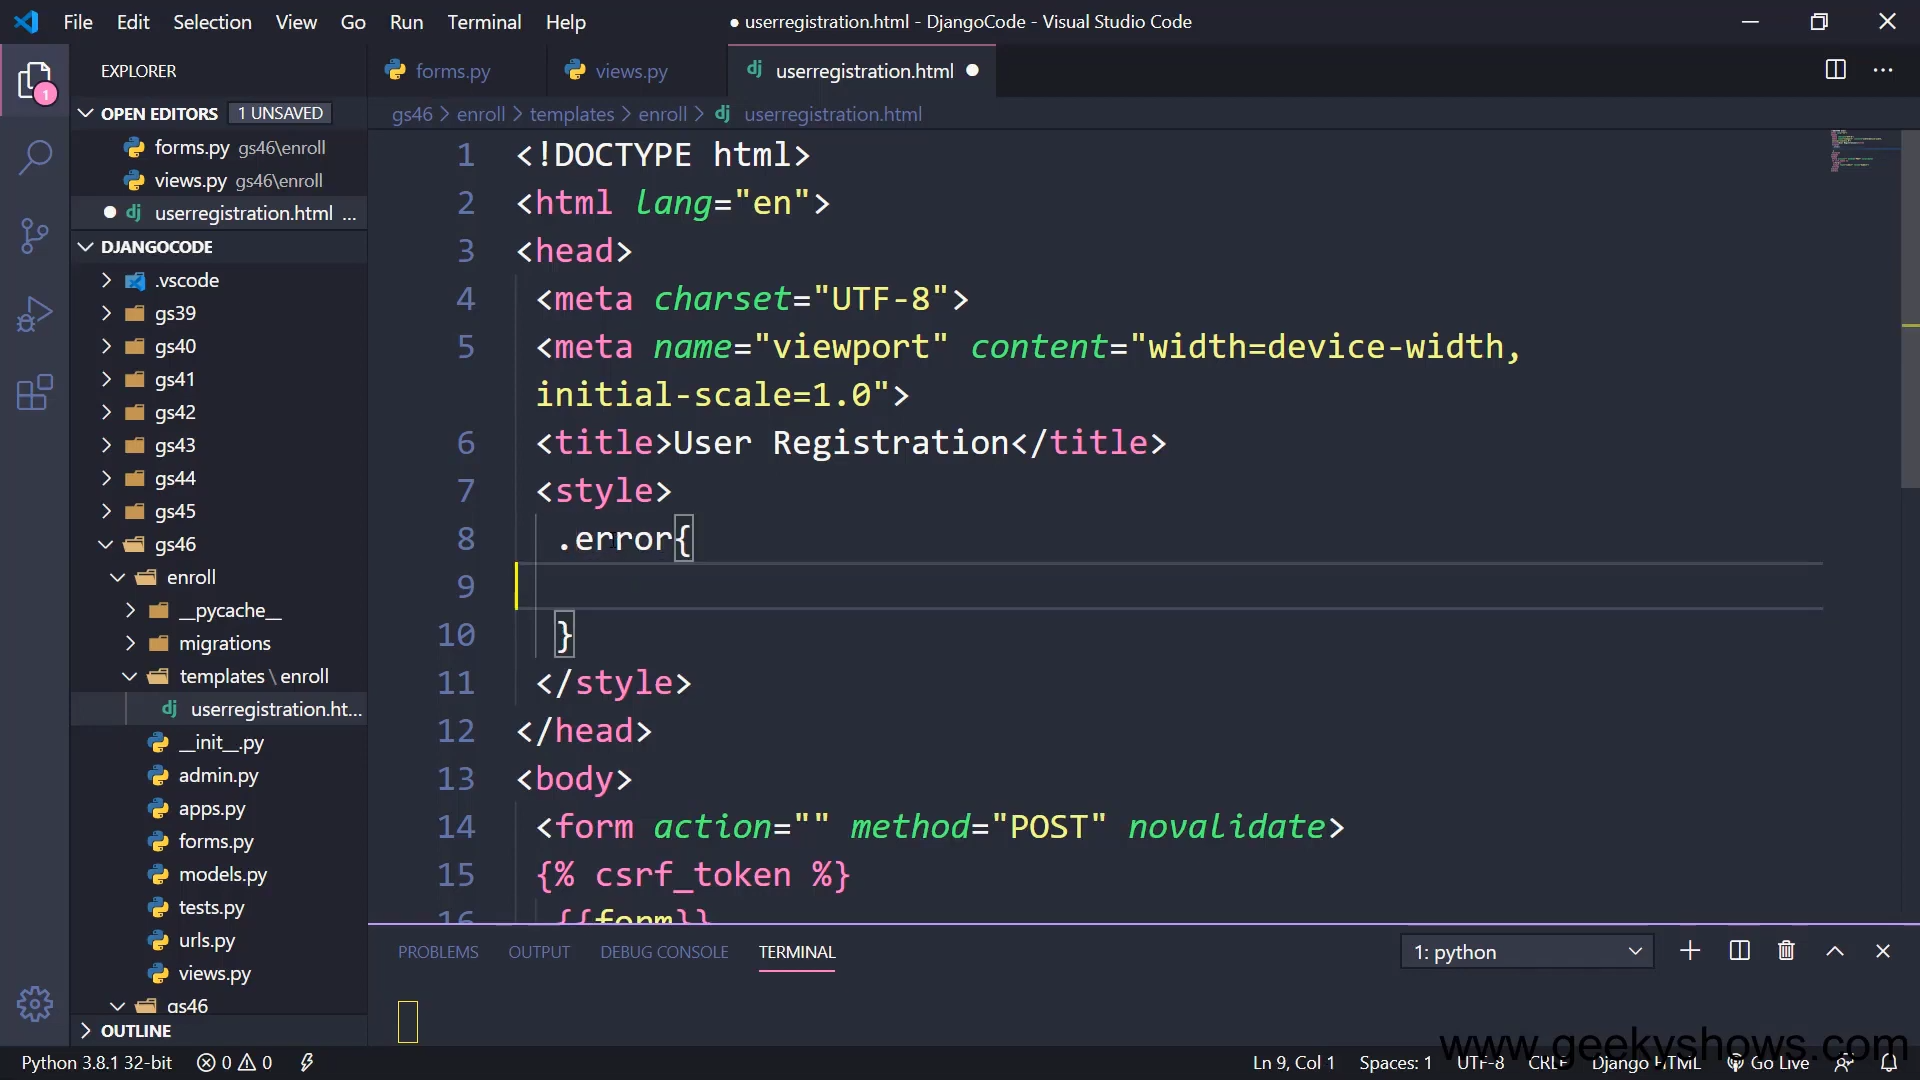 File Edit Selection View Go Run Terminal Help
● userregistration.html - DjangoCode - Visual Studio Code
EXPLORER
forms.py
views.py
userregistration.html
1
OPEN EDITORS
1 UNSAVED
gs46 > enroll > templates > enroll > userregistration.html
forms.py gs46\enroll
views.py gs46\enroll
userregistration.html ...
DJANGOCODE
.vscode
gs39
gs40
gs41
gs42
gs43
gs44
gs45
gs46
enroll
__pycache__
migrations
templates \ enroll
userregistration.ht...
__init__.py
admin.py
apps.py
forms.py
models.py
tests.py
urls.py
views.py
gs46
OUTLINE
1 <!DOCTYPE html>
2 <html lang="en">
3 <head>
4 <meta charset="UTF-8">
5 <meta name="viewport" content="width=device-width,
initial-scale=1.0">
6 <title>User Registration</title>
7 <style>
8 .error{
9
10 }
11 </style>
12 </head>
13 <body>
14 <form action="" method="POST" novalidate>
15 {% csrf_token %}
16 {{form}}
PROBLEMS OUTPUT DEBUG CONSOLE TERMINAL
1: python
www.geekyshows.com
Python 3.8.1 32-bit
0 0
Ln 9, Col 1 Spaces: 1 UTF-8 CRLF Django HTML Go Live